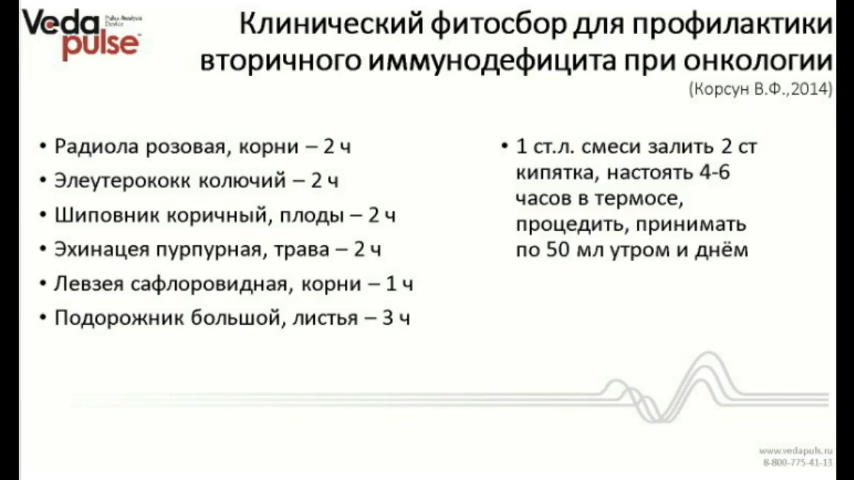 Veda Pulse Analysis
Device
pulse™
Клинический фитосбор для профилактики
вторичного иммунодефицита при онкологии
(Корсун В.Ф.,2014)
• Радиола розовая, корни – 2 ч
• Элеутерококк колючий – 2 ч
• Шиповник коричный, плоды – 2 ч
• Эхинацея пурпурная, трава – 2 ч
• Левзея сафлоровидная, корни – 1 ч
• Подорожник большой, листья – 3 ч
• 1 ст.л. смеси залить 2 ст
кипятка, настоять 4-6
часов в термосе,
процедить, принимать
по 50 мл утром и днём
www.vedapuls.ru
8-800-775-41-13